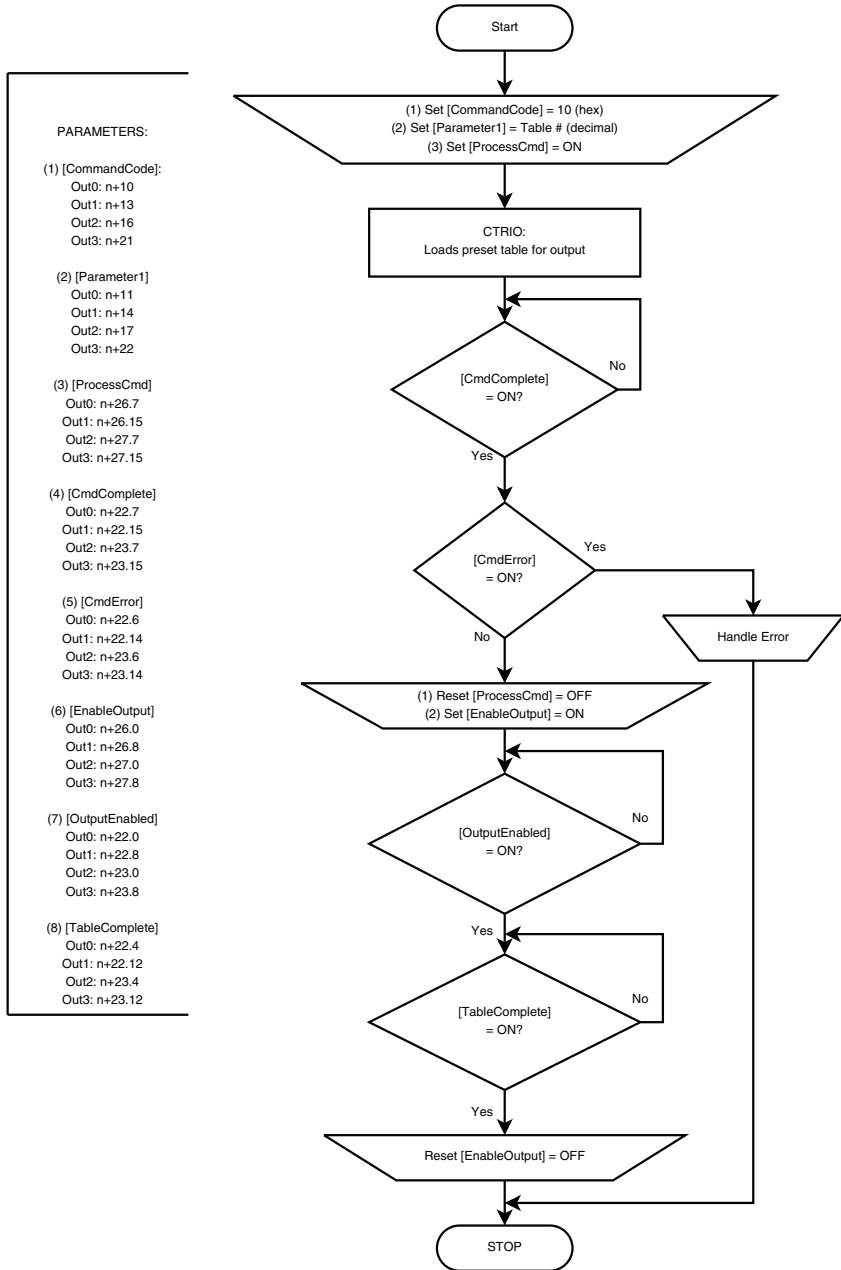 PARAMETERS:
(1) [CommandCode]:
Out0: n+10
Out1: n+13
Out2: n+16
Out3: n+21
(2) [Parameter1]
Out0: n+11
Out1: n+14
Out2: n+17
Out3: n+22
(3) [ProcessCmd]
Out0: n+26.7
Out1: n+26.15
Out2: n+27.7
Out3: n+27.15
(4) [CmdComplete]
Out0: n+22.7
Out1: n+22.15
Out2: n+23.7
Out3: n+23.15
(5) [CmdError]
Out0: n+22.6
Out1: n+22.14
Out2: n+23.6
Out3: n+23.14
(6) [EnableOutput]
Out0: n+26.0
Out1: n+26.8
Out2: n+27.0
Out3: n+27.8
(7) [OutputEnabled]
Out0: n+22.0
Out1: n+22.8
Out2: n+23.0
Out3: n+23.8
(8) [TableComplete]
Out0: n+22.4
Out1: n+22.12
Out2: n+23.4
Out3: n+23.12
Start
(1) Set [CommandCode] = 10 (hex)
(2) Set [Parameter1] = Table # (decimal)
(3) Set [ProcessCmd] = ON
CTRIO:
Loads preset table for output
[CmdComplete]
= ON?
No
Yes
[CmdError]
= ON?
Yes
No
Handle Error
(1) Reset [ProcessCmd] = OFF
(2) Set [EnableOutput] = ON
[OutputEnabled]
= ON?
No
Yes
[TableComplete]
= ON?
No
Yes
Reset [EnableOutput] = OFF
STOP